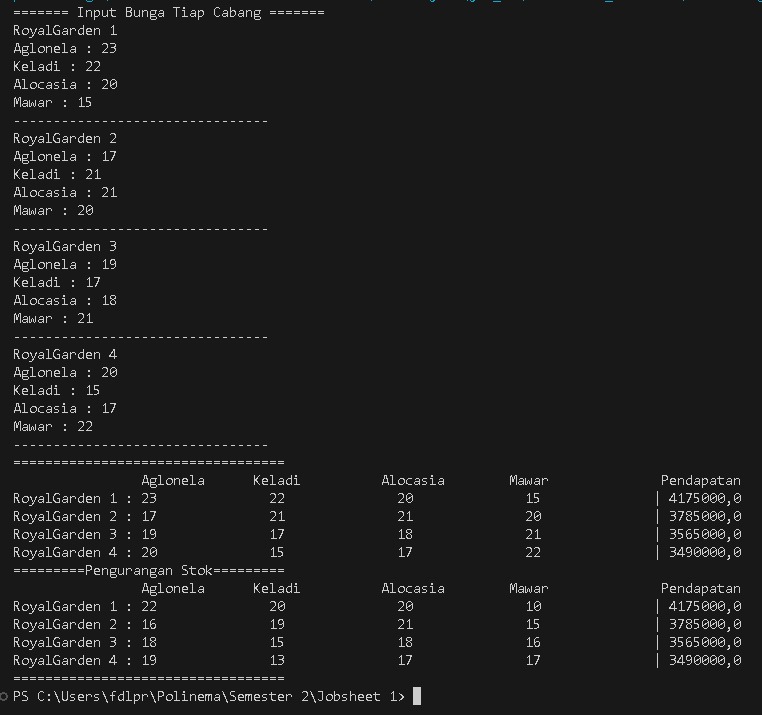 ======= Input Bunga Tiap Cabang =======
RoyalGarden 1
Aglonela : 23
Keladi : 22
Alocasia : 20
Mawar : 15
--------------------------------
RoyalGarden 2
Aglonela : 17
Keladi : 21
Alocasia : 21
Mawar : 20
--------------------------------
RoyalGarden 3
Aglonela : 19
Keladi : 17
Alocasia : 18
Mawar : 21
--------------------------------
RoyalGarden 4
Aglonela : 20
Keladi : 15
Alocasia : 17
Mawar : 22
--------------------------------
==================================
Aglonela Keladi Alocasia Mawar Pendapatan
RoyalGarden 1 : 23 22 20 15 | 4175000,0
RoyalGarden 2 : 17 21 21 20 | 3785000,0
RoyalGarden 3 : 19 17 18 21 | 3565000,0
RoyalGarden 4 : 20 15 17 22 | 3490000,0
=========Pengurangan Stok=========
Aglonela Keladi Alocasia Mawar Pendapatan
RoyalGarden 1 : 22 20 20 10 | 4175000,0
RoyalGarden 2 : 16 19 21 15 | 3785000,0
RoyalGarden 3 : 18 15 18 16 | 3565000,0
RoyalGarden 4 : 19 13 17 17 | 3490000,0
==================================
PS C:\Users\fdlpr\Polinema\Semester 2\Jobsheet 1>